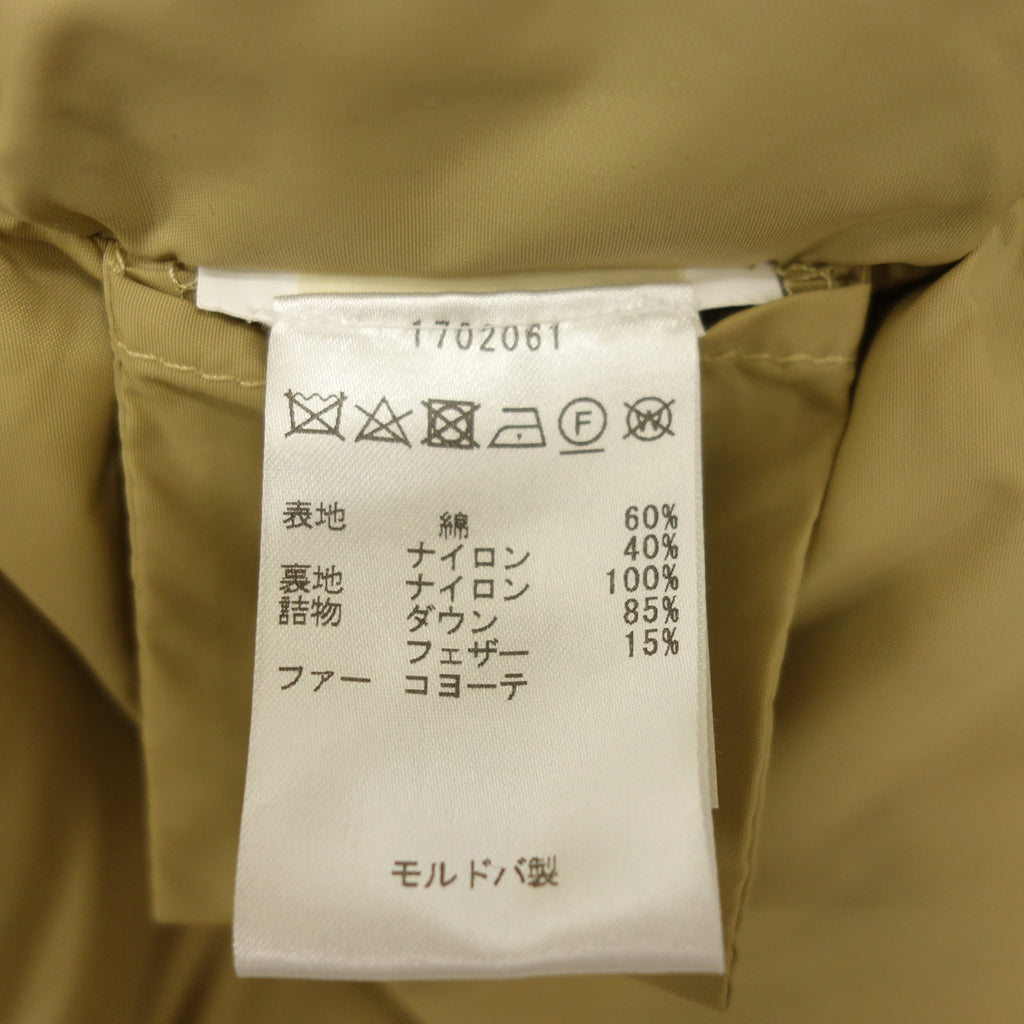 1702061
F W
表地 綿 60%
ナイロン 40%
裏地 ナイロン 100%
詰物 ダウン 85%
フェザー 15%
ファー コヨーテ
モルドバ製